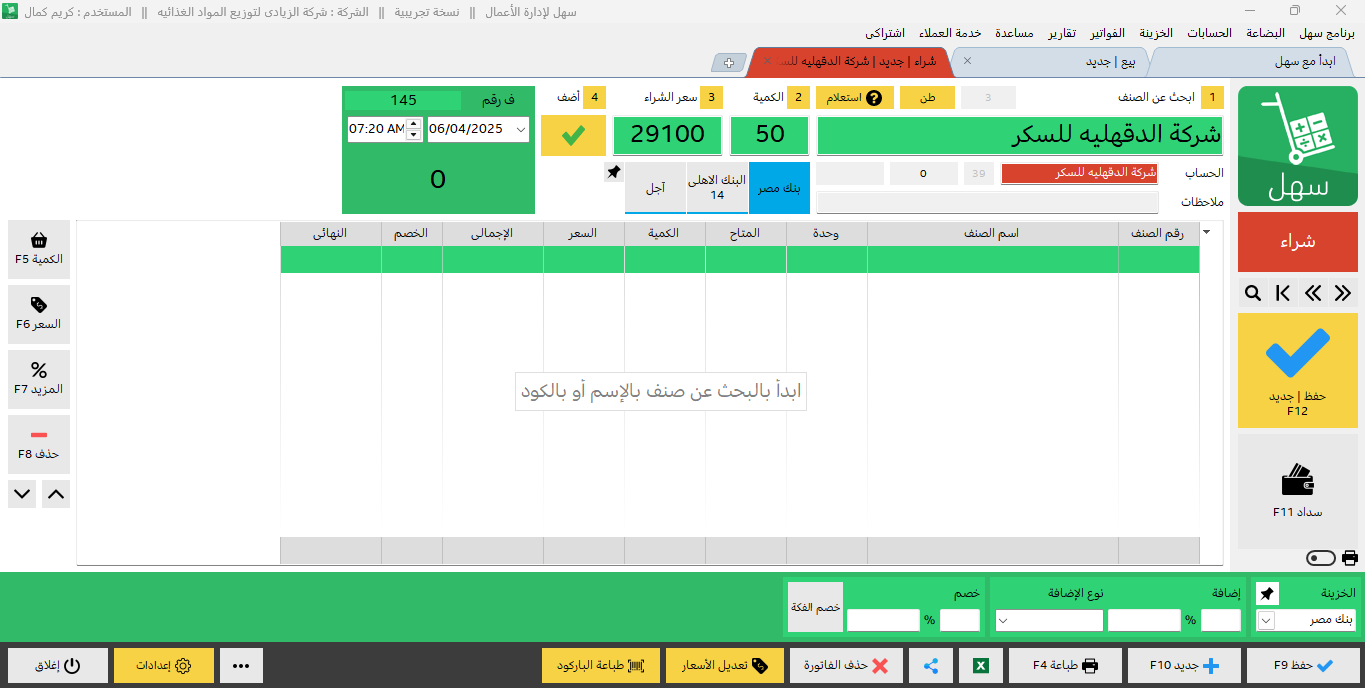 سهل لإدارة الأعمال || نسخة تجريبية || الشركة : شركة الزيادى لتوزيع المواد الغذائيه || المستخدم : كريم كمال
برنامج سهل البضاعة الحسابات الخزينة الفواتير تقارير مساعدة خدمة العملاء اشتراكى
ابدأ مع سهل
بيع | جديد
شراء | جديد | شركة الدقهليه للس
1 ابحث عن الصنف
3
طن
استعلام
2 الكمية
3 سعر الشراء
4 أضف
ف رقم 145
شركة الدقهليه للسكر
50
29100
06/04/2025
07:20 AM
0
الحساب شركة الدقهليه للسكر 39 0
ملاحظات
بنك مصر
البنك الاهلى 14
آجل
سهل
شراء
حفظ | جديد
F12
سداد F11
رقم الصنف اسم الصنف وحدة المتاح الكمية السعر الإجمالى الخصم النهائى
ابدأ بالبحث عن صنف بالإسم أو بالكود
الكمية F5
السعر F6
%
المزيد F7
حذف F8
الخزينة
بنك مصر
إضافة
%
نوع الإضافة
خصم
%
خصم الفكة
حفظ F9
جديد F10
طباعة F4
حذف الفاتورة
تعديل الأسعار
طباعة الباركود
إعدادات
إغلاق